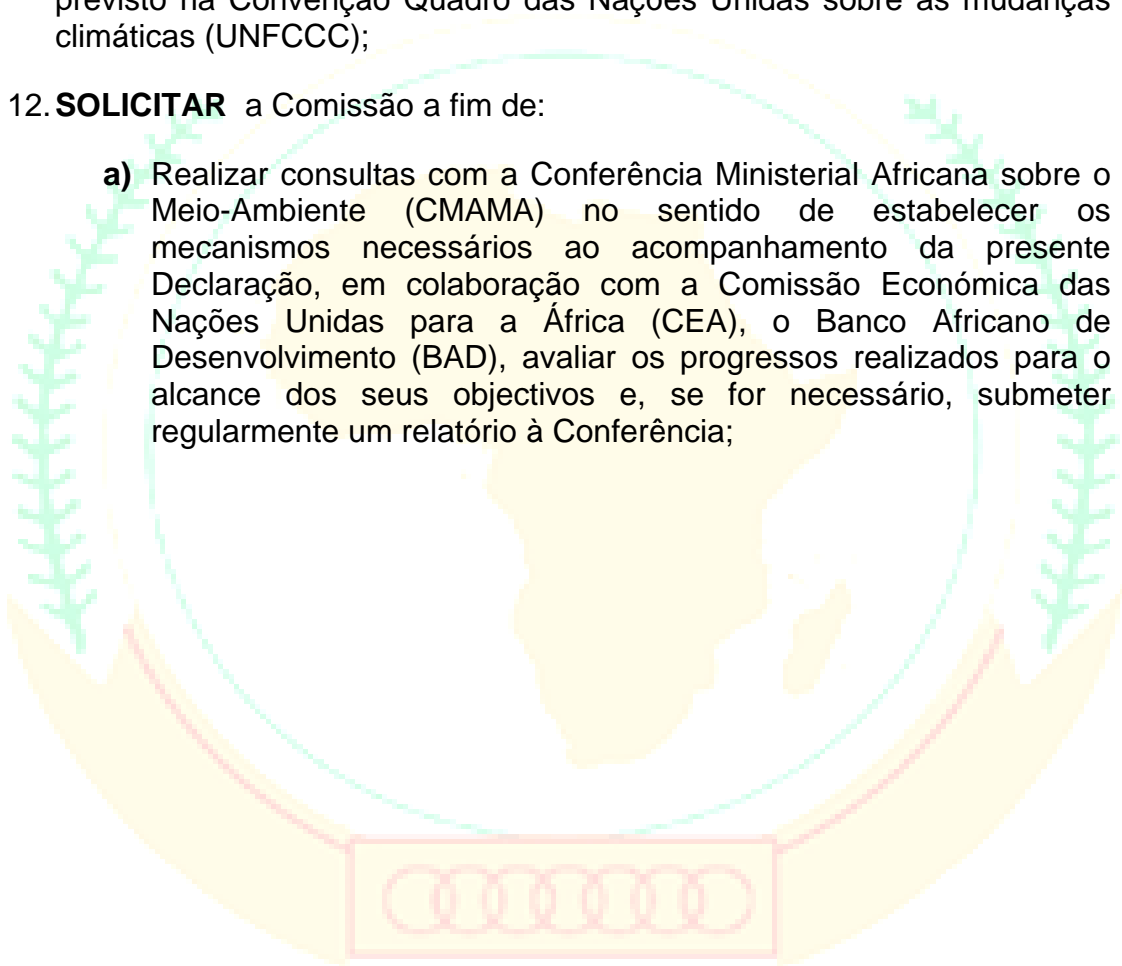 previsto na Convenção Quadro das Nações Unidas sobre as mudanças
climáticas (UNFCCC);
12. SOLICITAR a Comissão a fim de:
a) Realizar consultas com a Conferência Ministerial Africana sobre o
Meio-Ambiente (CMAMA) no sentido de estabelecer os
mecanismos necessários ao acompanhamento da presente
Declaração, em colaboração com a Comissão Económica das
Nações Unidas para a África (CEA), o Banco Africano de
Desenvolvimento (BAD), avaliar os progressos realizados para o
alcance dos seus objectivos e, se for necessário, submeter
regularmente um relatório à Conferência;